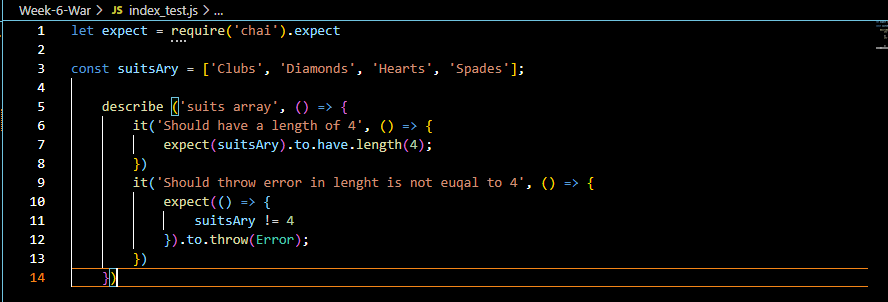 Week-6-War > JS index_test.js > ...
1 let expect = require('chai').expect
2
3 const suitsAry = ['Clubs', 'Diamonds', 'Hearts', 'Spades'];
4
5 describe ('suits array', () => {
6 it('Should have a length of 4', () => {
7 expect(suitsAry).to.have.length(4);
8 })
9 it('Should throw error in lenght is not euqal to 4', () => {
10 expect(() => {
11 suitsAry != 4
12 }).to.throw(Error);
13 })
14 })